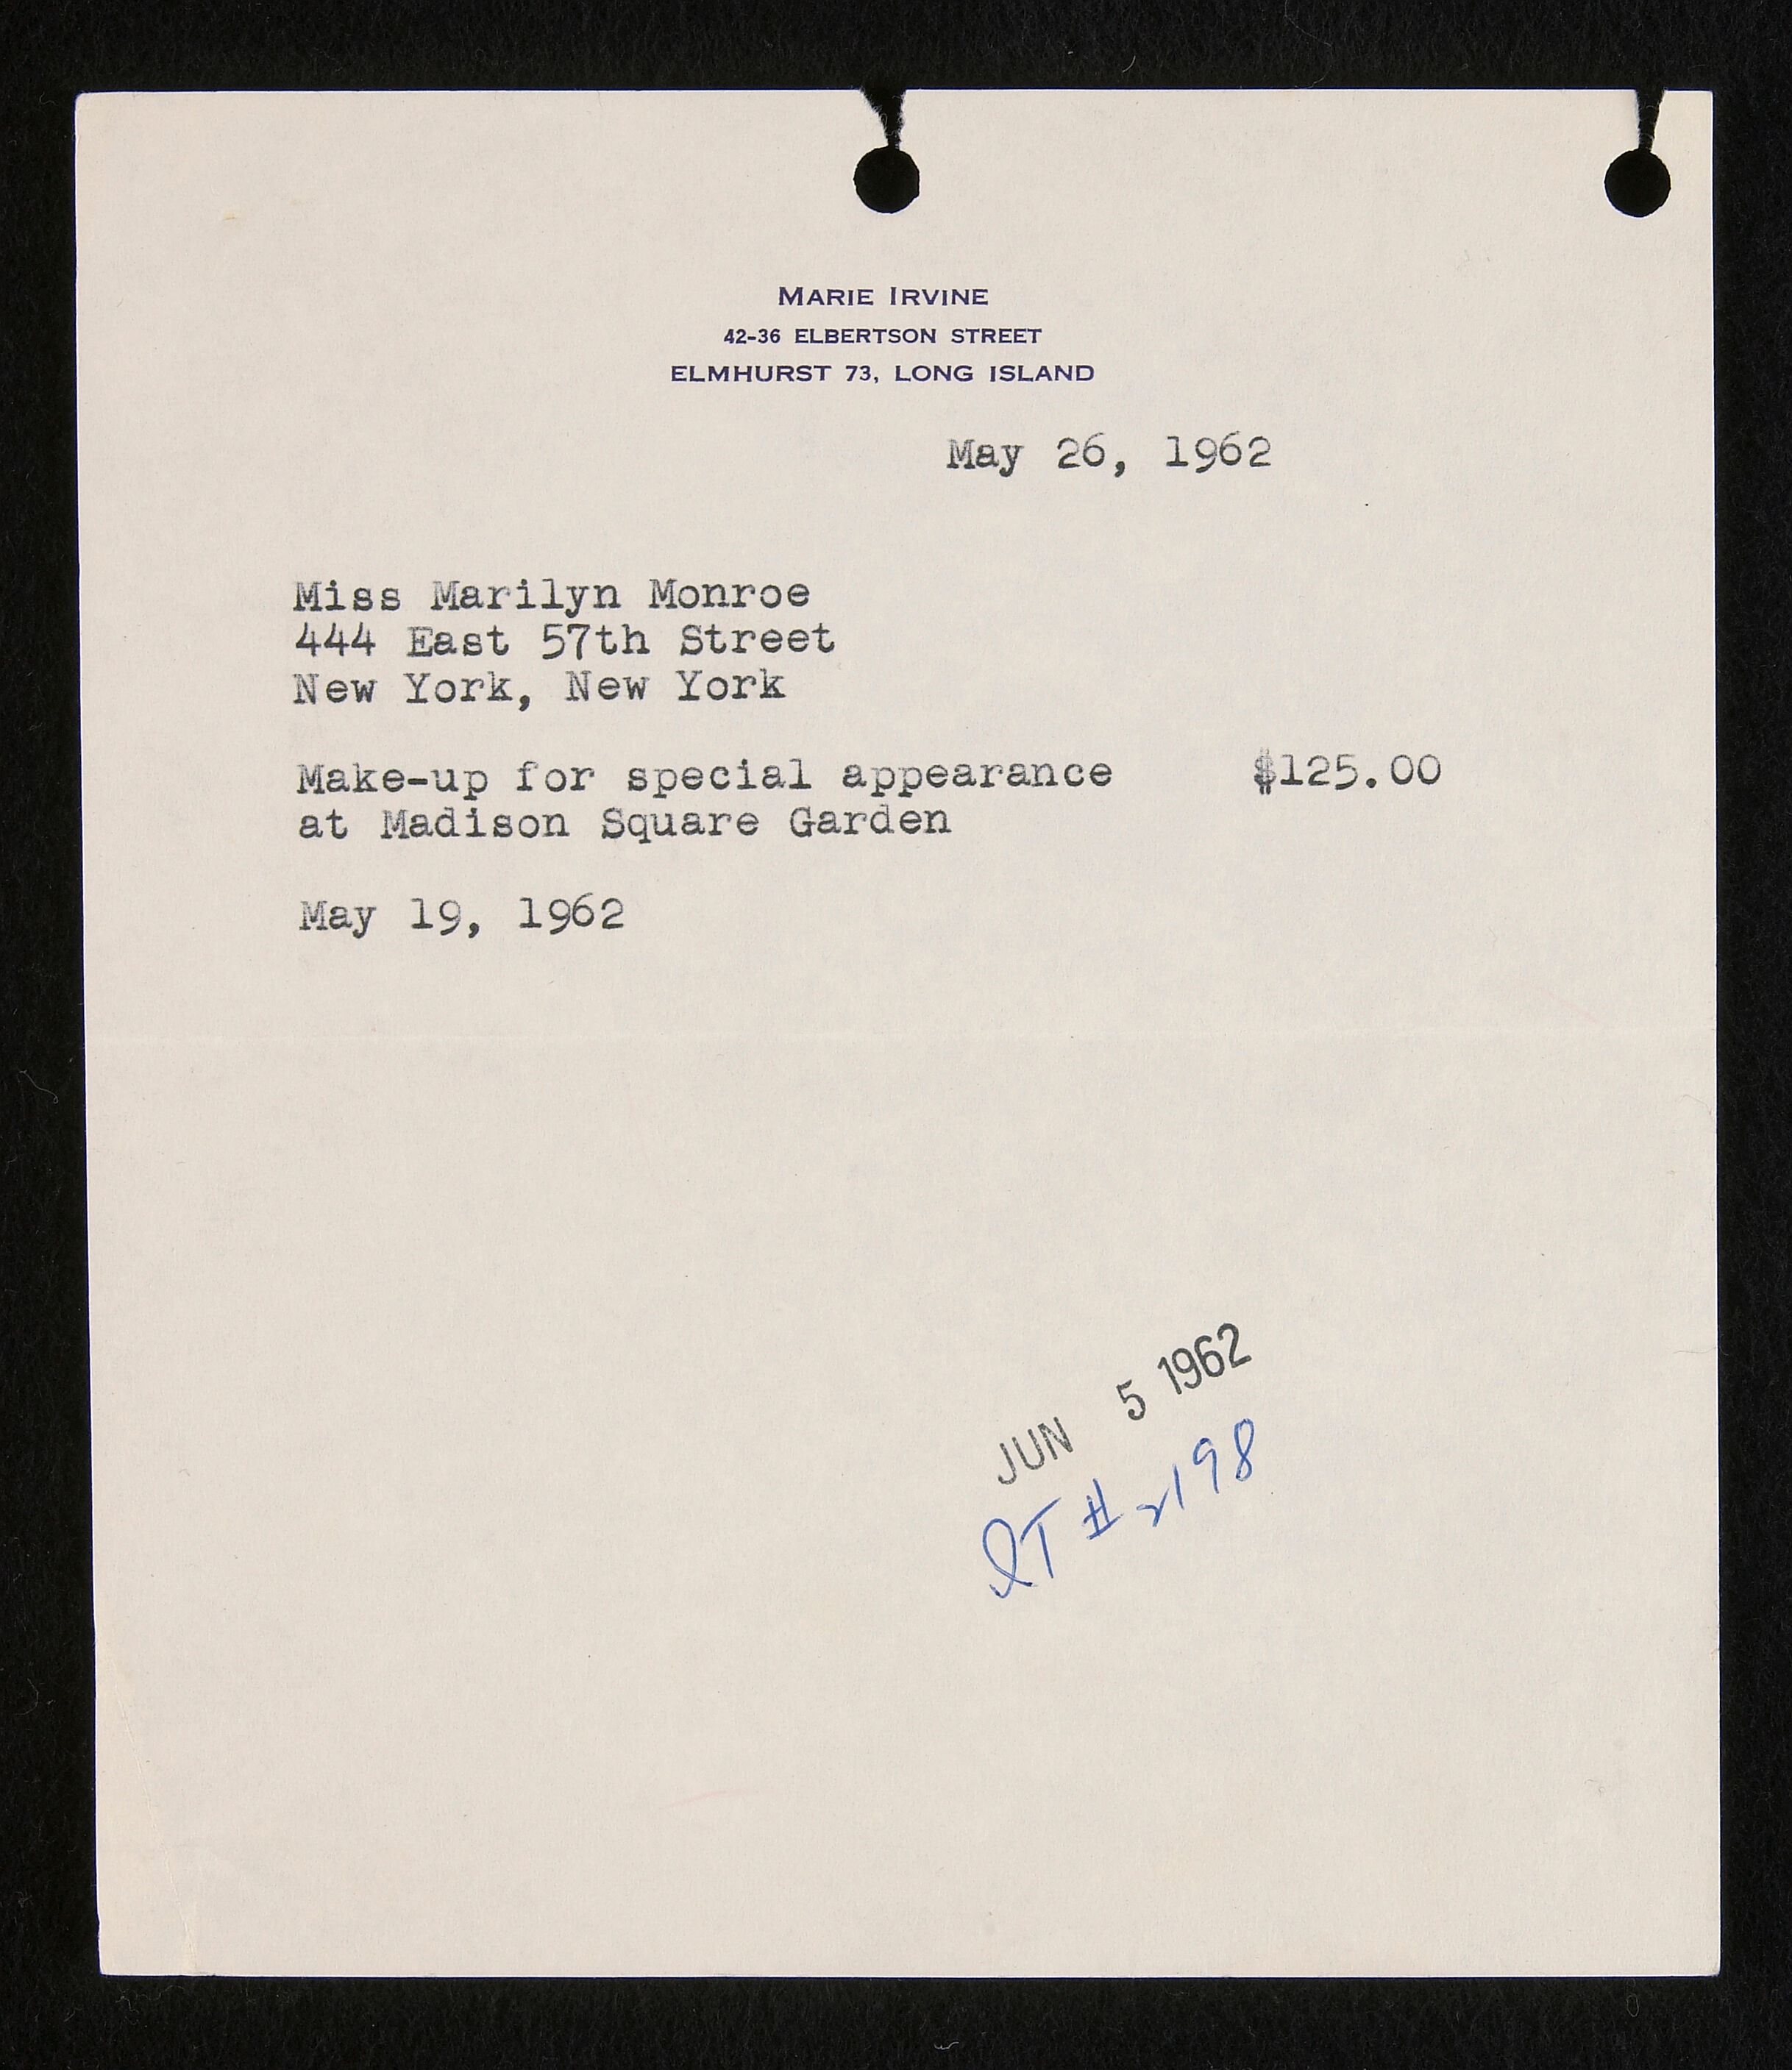 MARIE IRVINE
42-36 ELBERTSON STREET
ELMHURST 73, LONG ISLAND
May 26, 1962
Miss Marilyn Monroe
444 East 57th Street
New York, New York
Make-up for special appearance $125.00
at Madison Square Garden
May 19, 1962
JUN 5 1962
# 2198